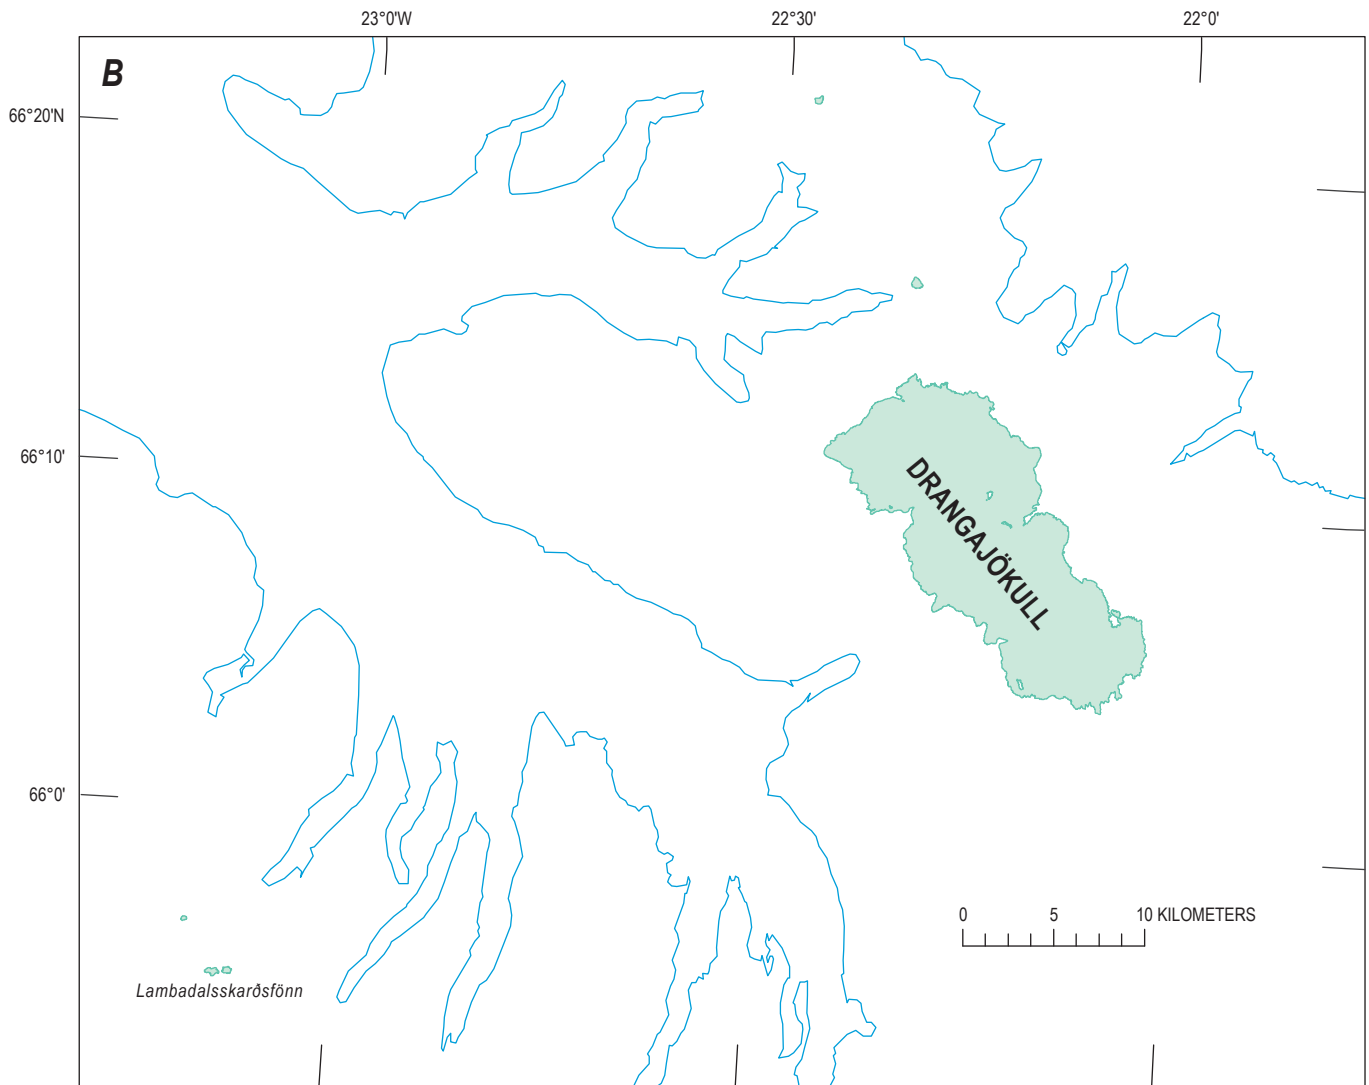 23°0'W 22°30' 22°0'
B
66°20'N
66°10'
DRANGAJÖKULL
66°0'
0 5 10 KILOMETERS
Lambadalsskarðsfönn